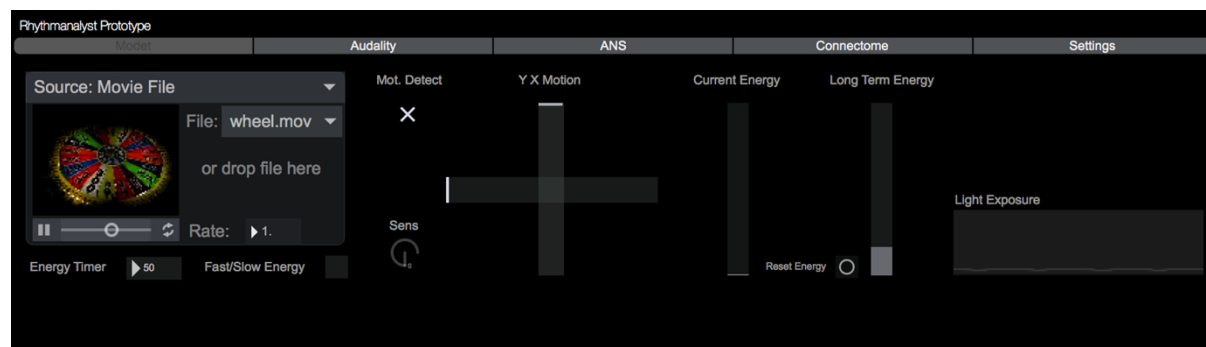 Rhythmanalyst Prototype
Model Audality ANS Connectome Settings
Source: Movie File
Mot. Detect
Y X Motion
Current Energy
Long Term Energy
File: wheel.mov
or drop file here
Rate: 1.
Sens
0
Light Exposure
Energy Timer 50
Fast/Slow Energy
Reset Energy